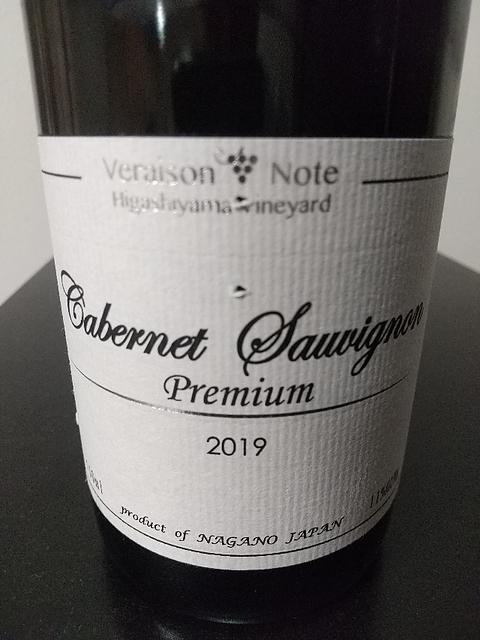 Veraison Note
Higashiyama Vineyard
Cabernet Sauvignon
Premium
2019
product of NAGANO JAPAN